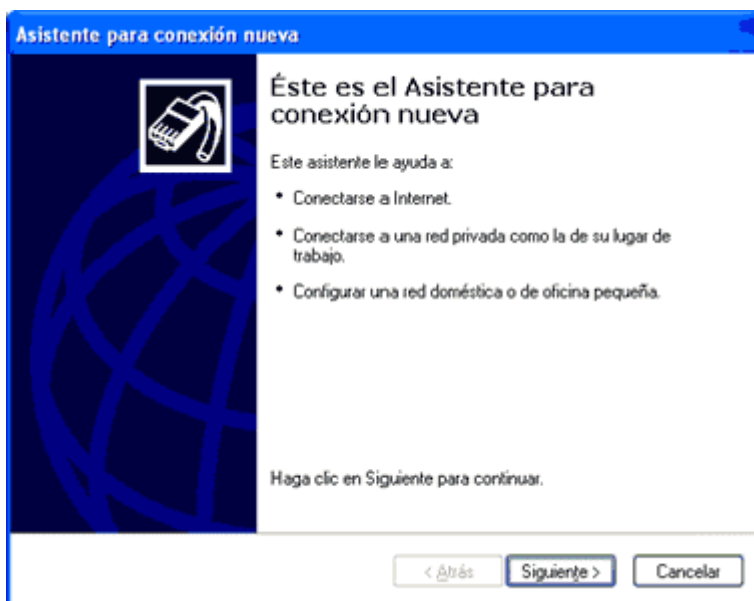 Asistente para conexión nueva
Éste es el Asistente para
conexión nueva
Este asistente le ayuda a:
• Conectarse a Internet.
• Conectarse a una red privada como la de su lugar de
trabajo.
• Configurar una red doméstica o de oficina pequeña.
Haga clic en Siguiente para continuar.
< Atrás Siguiente > Cancelar